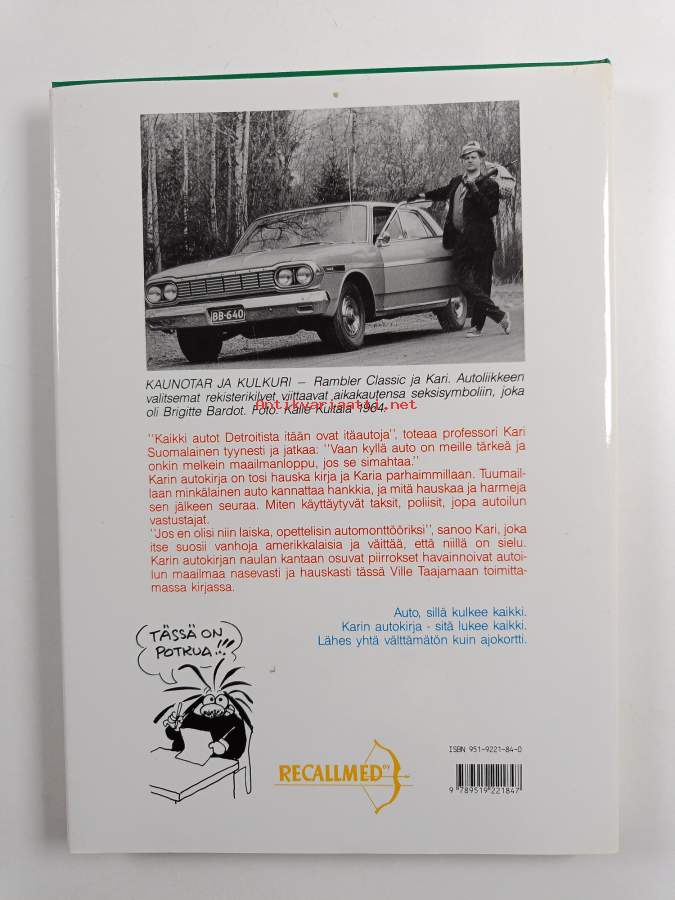 BB-640
KAUNOTAR JA KULKURI — Rambler Classic ja Kari. Autoliikkeen
valitsemat rekisterikilvet viittaavat aikakautensa seksisymboliin, joka
oli Brigitte Bardot. Foto: Kalle Kultala 1964.
Antikvariaatti.net
''Kaikki autot Detroitista itään ovat itäautoja'', toteaa professori Kari
Suomalainen tyynesti ja jatkaa: ''Vaan kyllä auto on meille tärkeä ja
onkin melkein maailmanloppu, jos se simahtaa.''
Karin autokirja on tosi hauska kirja ja Karia parhaimmillaan. Tuumail-
laan minkälainen auto kannattaa hankkia, ja mitä hauskaa ja harmeja
sen jälkeen seuraa. Miten käyttäytyvät taksit, poliisit, jopa autoilun
vastustajat.
''Jos en olisi niin laiska, opettelisin automonttööriksi'', sanoo Kari, joka
itse suosii vanhoja amerikkalaisia ja väittää, että niillä on sielu.
Karin autokirjan naulan kantaan osuvat piirrokset havainnoivat autoi-
lun maailmaa nasevasti ja hauskasti tässä Ville Taajamaan toimitta-
massa kirjassa.
Auto, sillä kulkee kaikki.
Karin autokirja - sitä lukee kaikki.
Lähes yhtä välttämätön kuin ajokortti.
TÄSSÄ ON
POTKUA!!!
RECALLMED OY
ISBN 951-9221-84-0
9 789519 221847